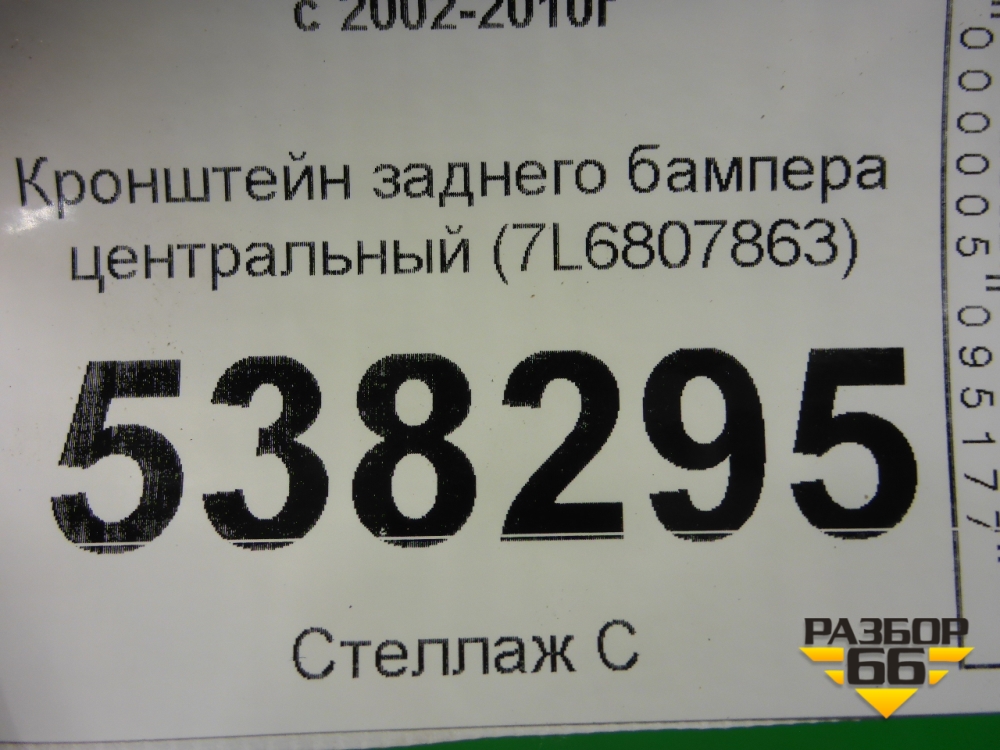 с 2002-2010г
Кронштейн заднего бампера
центральный (7L6807863)
538295
Стеллаж С
РАЗБОР
66